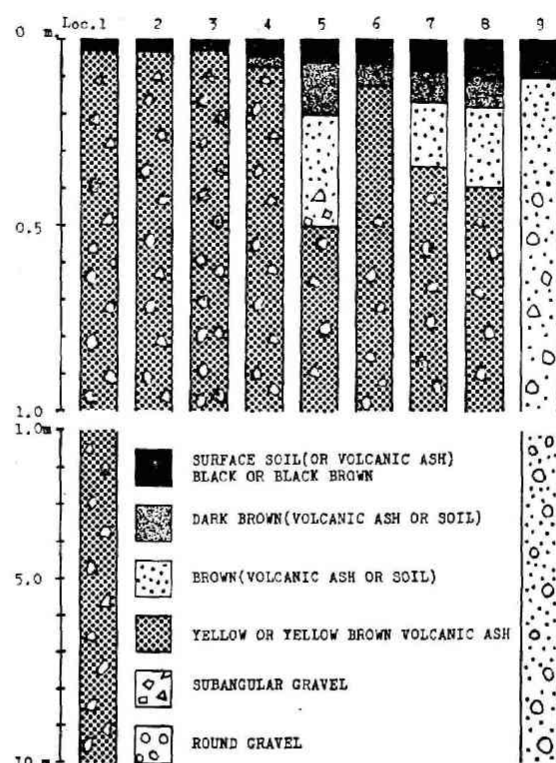 Loc.1 2 3 4 5 6 7 8 9
0 m.
0.5
1.0
1.0 m
5.0
10 m
SURFACE SOIL(OR VOLCANIC ASH)
BLACK OR BLACK BROWN
DARK BROWN(VOLCANIC ASH OR SOIL)
BROWN(VOLCANIC ASH OR SOIL)
YELLOW OR YELLOW BROWN VOLCANIC ASH
SUBANGULAR GRAVEL
ROUND GRAVEL